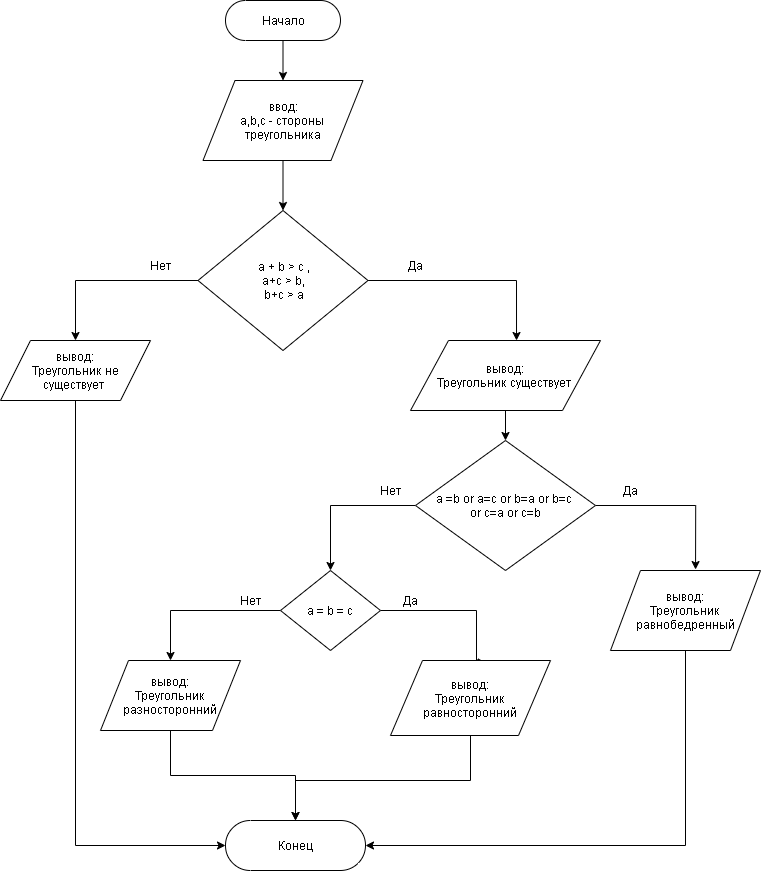 Начало
ввод:
a,b,c - стороны
треугольника
Нет
Да
a + b > c ,
a+c > b,
b+c > a
вывод:
Треугольник не
существует
вывод:
Треугольник существует
Нет
Да
a =b or a=c or b=a or b=c
or c=a or c=b
Нет
Да
a = b = c
вывод:
Треугольник
равнобедренный
вывод:
Треугольник
разносторонний
вывод:
Треугольник
равносторонний
Конец